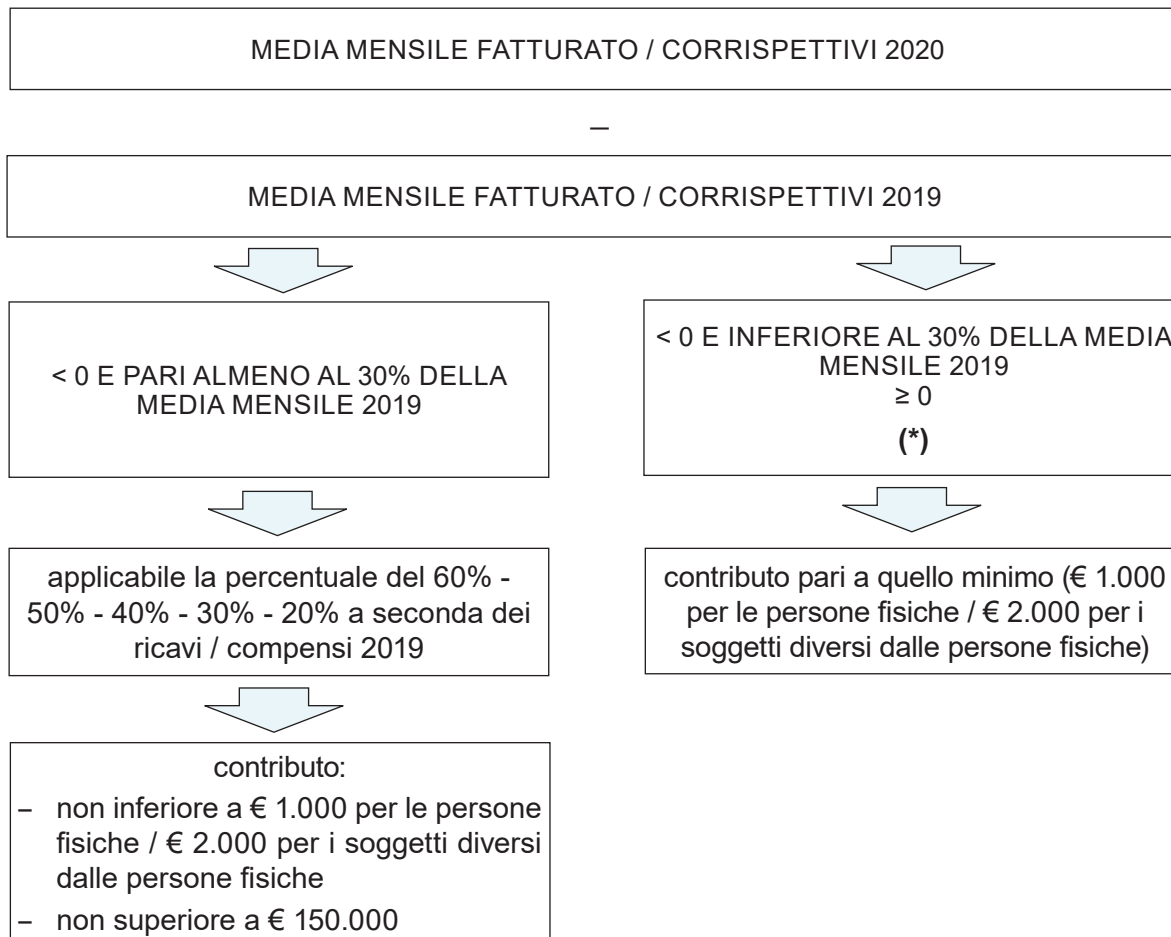 MEDIA MENSILE FATTURATO / CORRISPETTIVI 2020
–
MEDIA MENSILE FATTURATO / CORRISPETTIVI 2019
< 0 E PARI ALMENO AL 30% DELLA
MEDIA MENSILE 2019
< 0 E INFERIORE AL 30% DELLA MEDIA
MENSILE 2019
≥ 0
(*)
applicabile la percentuale del 60% -
50% - 40% - 30% - 20% a seconda dei
ricavi / compensi 2019
contributo pari a quello minimo (€ 1.000
per le persone fisiche / € 2.000 per i
soggetti diversi dalle persone fisiche)
contributo:
– non inferiore a € 1.000 per le persone
fisiche / € 2.000 per i soggetti diversi
dalle persone fisiche
– non superiore a € 150.000